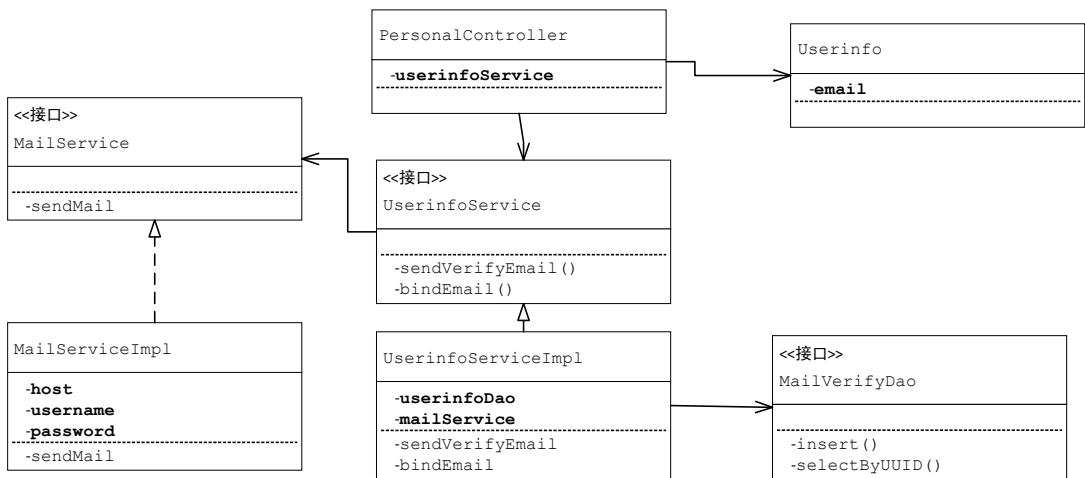 PersonalController
-userinfoService
Userinfo
-email
<<接口>>
MailService
-sendMail
<<接口>>
UserinfoService
-sendVerifyEmail()
-bindEmail()
MailServiceImpl
-host
-username
-password
-sendMail
UserinfoServiceImpl
-userinfoDao
-mailService
-sendVerifyEmail
-bindEmail
<<接口>>
MailVerifyDao
-insert()
-selectByUUID()